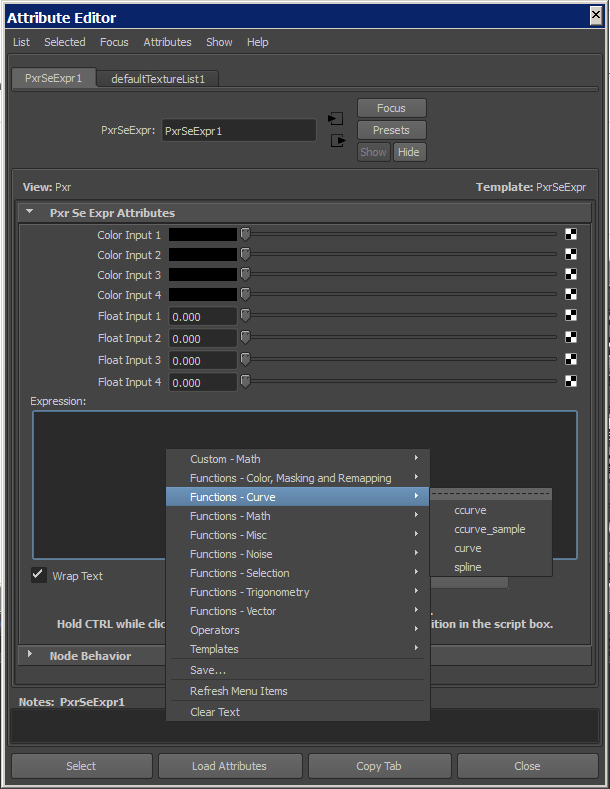 Attribute Editor
List Selected Focus Attributes Show Help
PxrSeExpr1 defaultTextureList1
Focus
PxrSeExpr: PxrSeExpr1 Presets
Show Hide
View: Pxr Template: PxrSeExpr
Pxr Se Expr Attributes
Color Input 1
Color Input 2
Color Input 3
Color Input 4
Float Input 1 0.000
Float Input 2 0.000
Float Input 3 0.000
Float Input 4 0.000
Expression:
Custom - Math
Functions - Color, Masking and Remapping
Functions - Curve
ccurve
ccurve_sample
curve
spline
Functions - Math
Functions - Misc
Functions - Noise
Functions - Selection
Functions - Trigonometry
Functions - Vector
Operators
Templates
Save...
Refresh Menu Items
Clear Text
Wrap Text
Hold CTRL while clic ition in the script box.
Node Behavior
Notes: PxrSeExpr1
Select Load Attributes Copy Tab Close